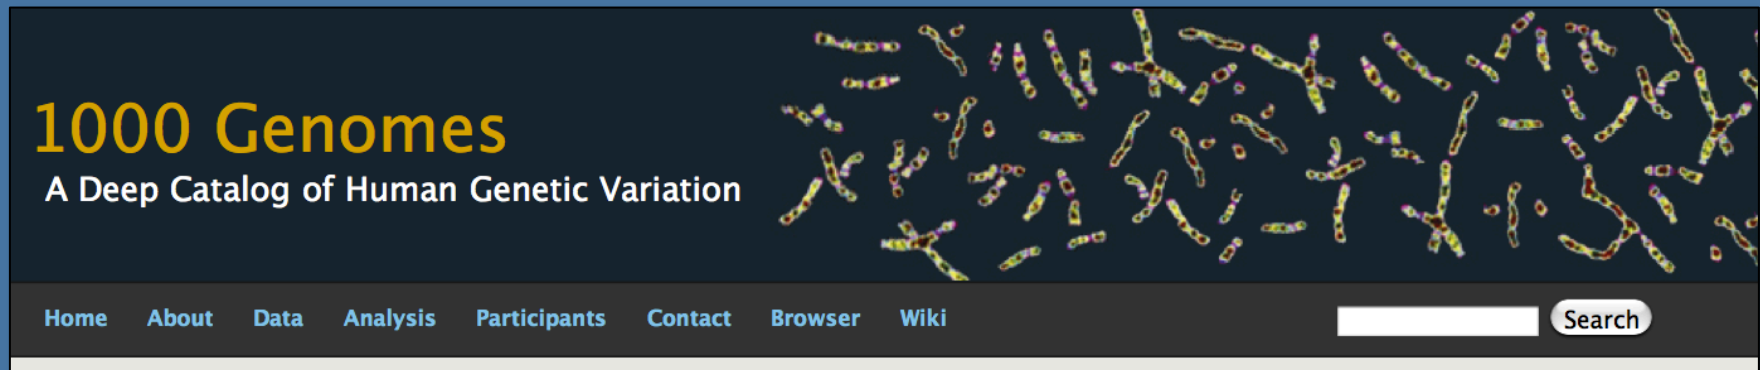 1000 Genomes
A Deep Catalog of Human Genetic Variation
Home About Data Analysis Participants Contact Browser Wiki Search